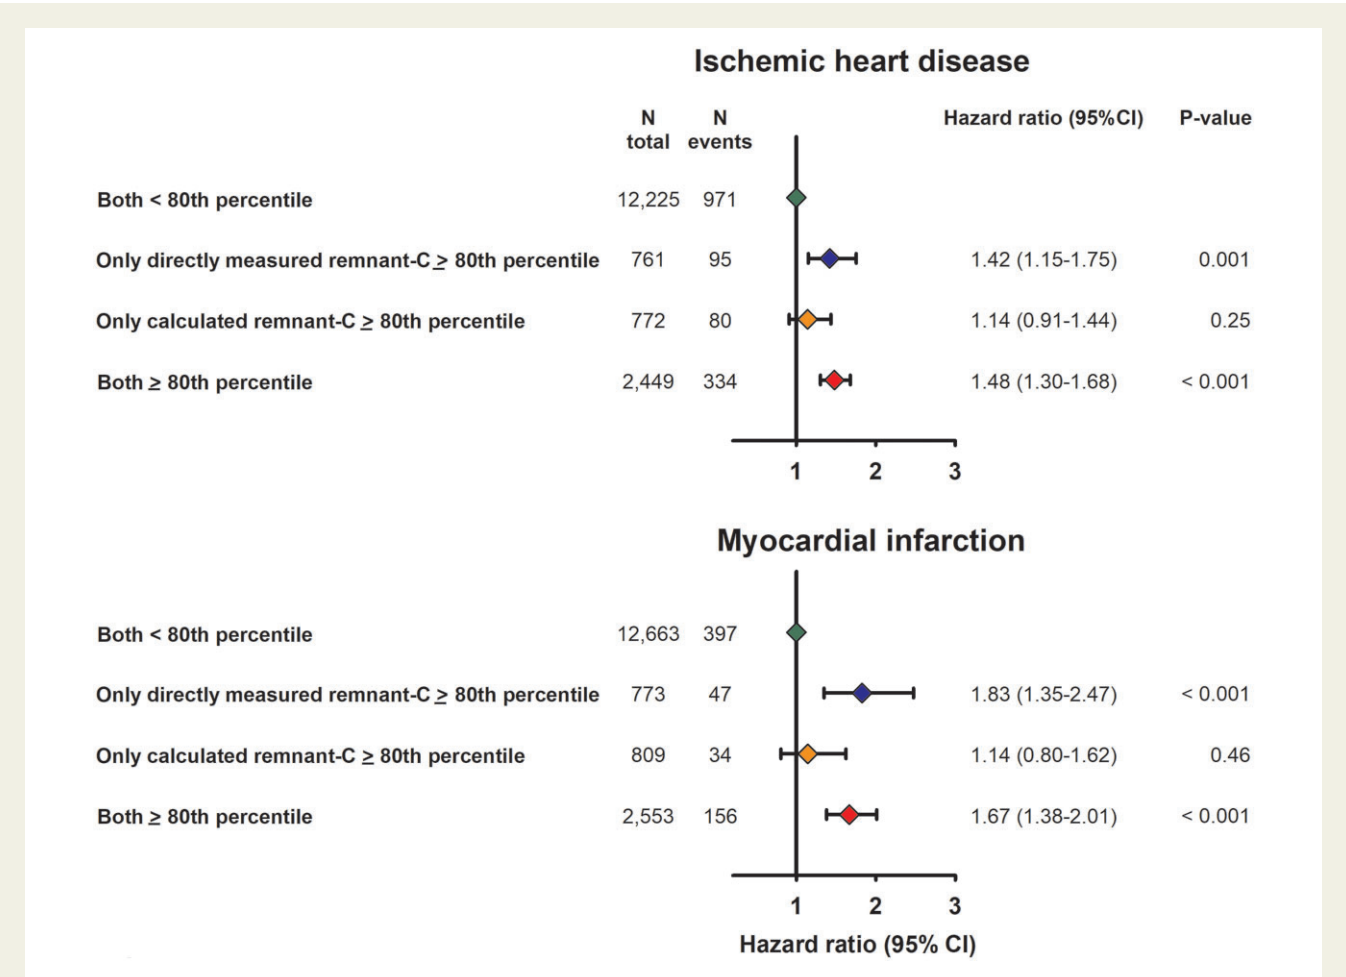 Ischemic heart disease
N total N events Hazard ratio (95%CI) P-value
Both < 80th percentile 12,225 971
Only directly measured remnant-C ≥ 80th percentile 761 95 1.42 (1.15-1.75) 0.001
Only calculated remnant-C ≥ 80th percentile 772 80 1.14 (0.91-1.44) 0.25
Both ≥ 80th percentile 2,449 334 1.48 (1.30-1.68) < 0.001
1 2 3
Myocardial infarction
Both < 80th percentile 12,663 397
Only directly measured remnant-C ≥ 80th percentile 773 47 1.83 (1.35-2.47) < 0.001
Only calculated remnant-C ≥ 80th percentile 809 34 1.14 (0.80-1.62) 0.46
Both ≥ 80th percentile 2,553 156 1.67 (1.38-2.01) < 0.001
1 2 3
Hazard ratio (95% CI)